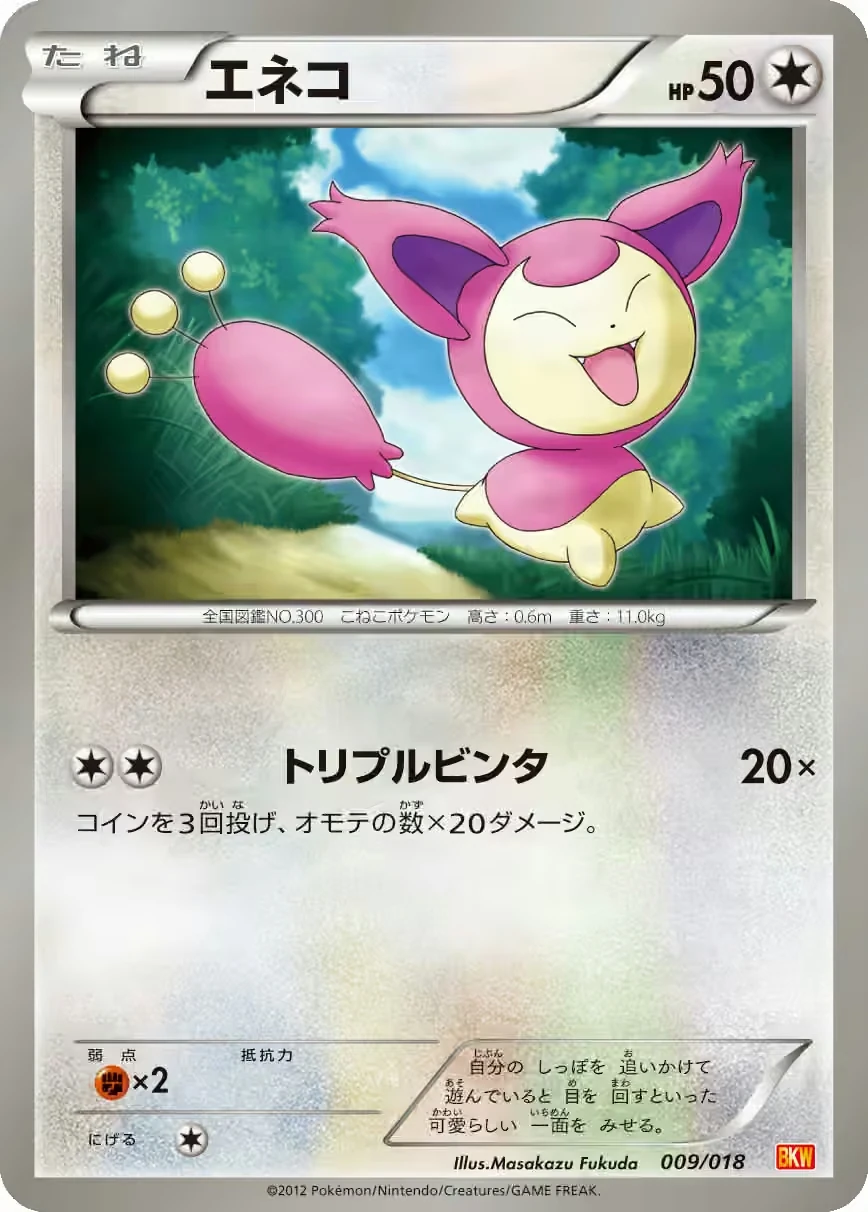 たね エネコ HP50
全国図鑑NO.300 こねこポケモン 高さ:0.6m 重さ:11.0kg
トリプルビンタ 20×
コインを3回投げ、オモテの数×20ダメージ。
弱点 抵抗力
×2
にげる
自分の しっぽを 追いかけて
遊んでいると 目を 回すといった
可愛らしい 一面を みせる。
Illus.Masakazu Fukuda 009/018 BKW
©2012 Pokémon/Nintendo/Creatures/GAME FREAK.